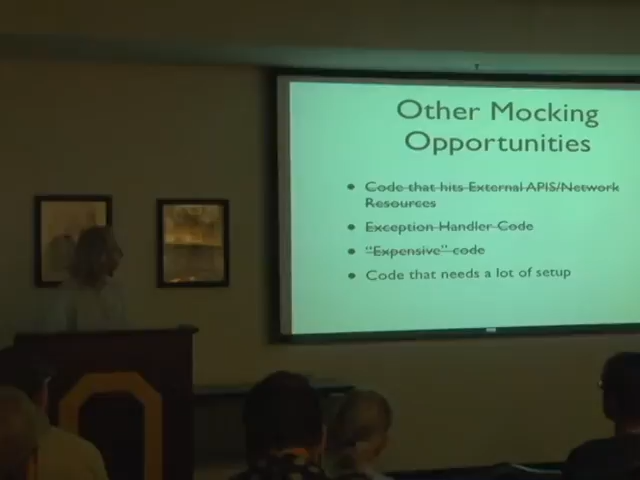 Other Mocking
Opportunities
• Code that hits External APIS/Network
Resources
• Exception Handler Code
• "Expensive" code
• Code that needs a lot of setup